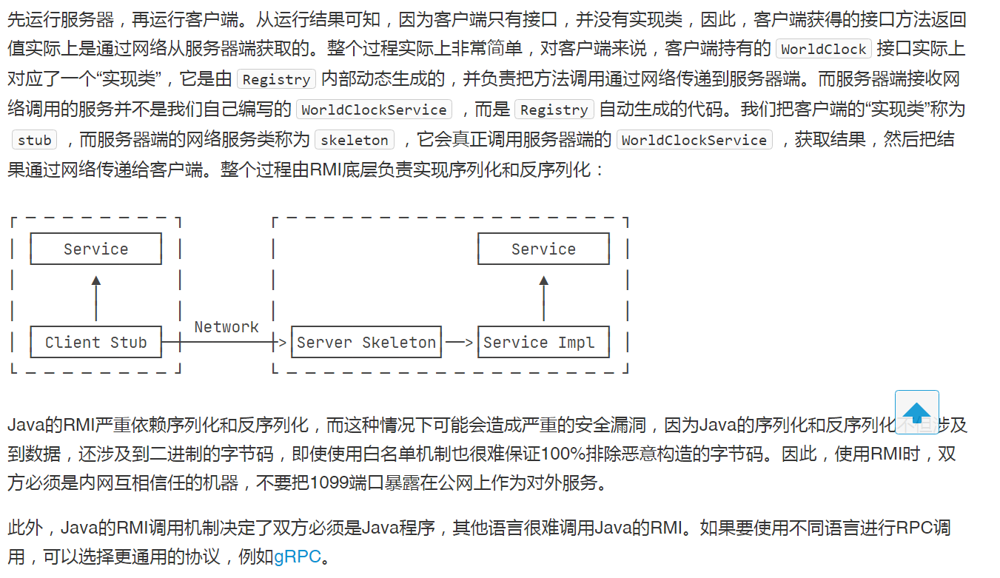 先运行服务器，再运行客户端。从运行结果可知，因为客户端只有接口，并没有实现类，因此，客户端获得的接口方法返回
值实际上是通过网络从服务器端获取的。整个过程实际上非常简单，对客户端来说，客户端持有的 WorldClock 接口实际上
对应了一个“实现类”，它是由 Registry 内部动态生成的，并负责把方法调用通过网络传递到服务器端。而服务器端接收网
络调用的服务并不是我们自己编写的 WorldClockService ，而是 Registry 自动生成的代码。我们把客户端的“实现类”称为
stub ，而服务器端的网络服务类称为 skeleton ，它会真正调用服务器端的 WorldClockService ，获取结果，然后把结
果通过网络传递给客户端。整个过程由RMI底层负责实现序列化和反序列化：
Service Service
Network
Client Stub Server Skeleton Service Impl
Java的RMI严重依赖序列化和反序列化，而这种情况下可能会造成严重的安全漏洞，因为Java的序列化和反序列化不但涉及
到数据，还涉及到二进制的字节码，即使使用白名单机制也很难保证100%排除恶意构造的字节码。因此，使用RMI时，双
方必须是内网互相信任的机器，不要把1099端口暴露在公网上作为对外服务。
此外，Java的RMI调用机制决定了双方必须是Java程序，其他语言很难调用Java的RMI。如果要使用不同语言进行RPC调
用，可以选择更通用的协议，例如gRPC。